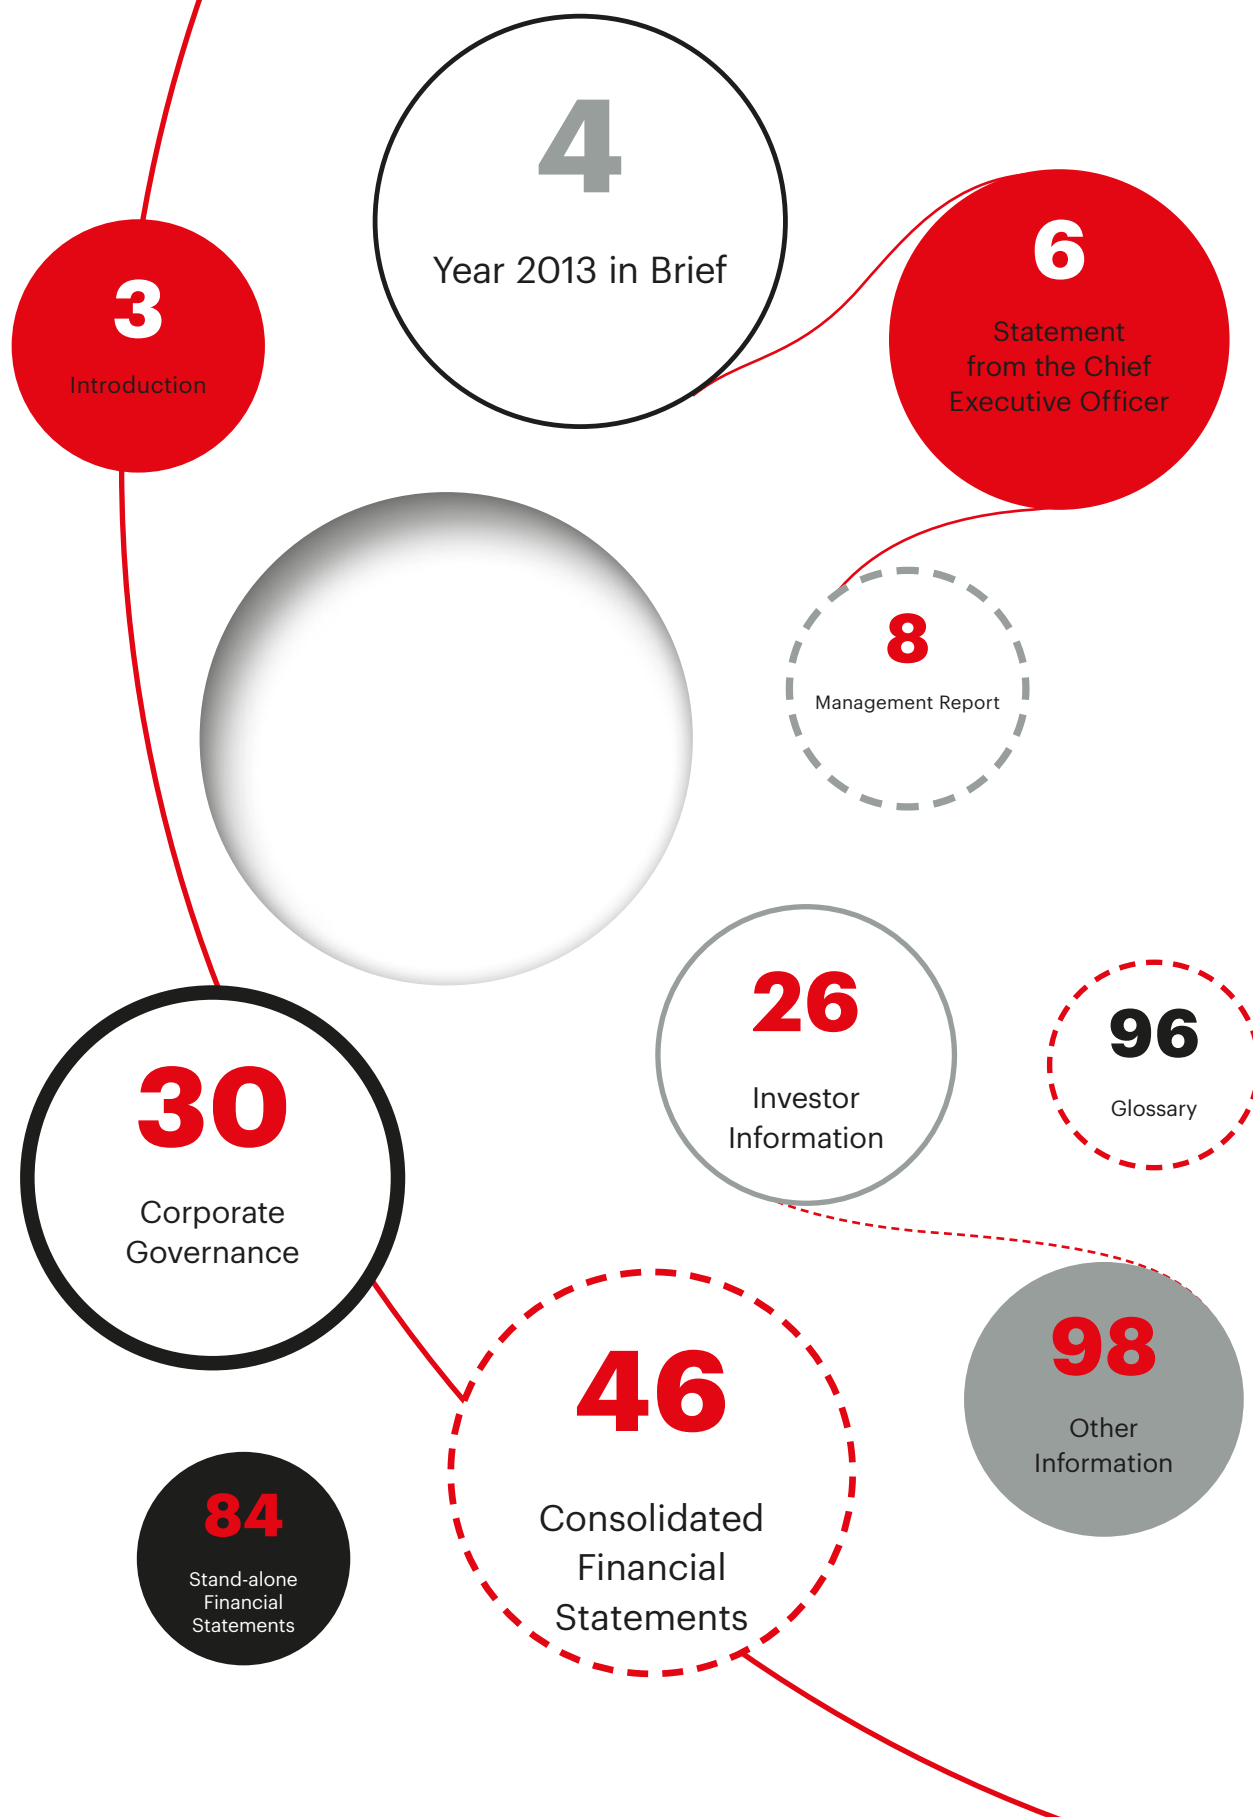 4
Year 2013 in Brief
3
Introduction
6
Statement
from the Chief
Executive Officer
8
Management Report
26
Investor
Information
96
Glossary
30
Corporate
Governance
46
Consolidated
Financial
Statements
98
Other
Information
84
Stand-alone
Financial
Statements